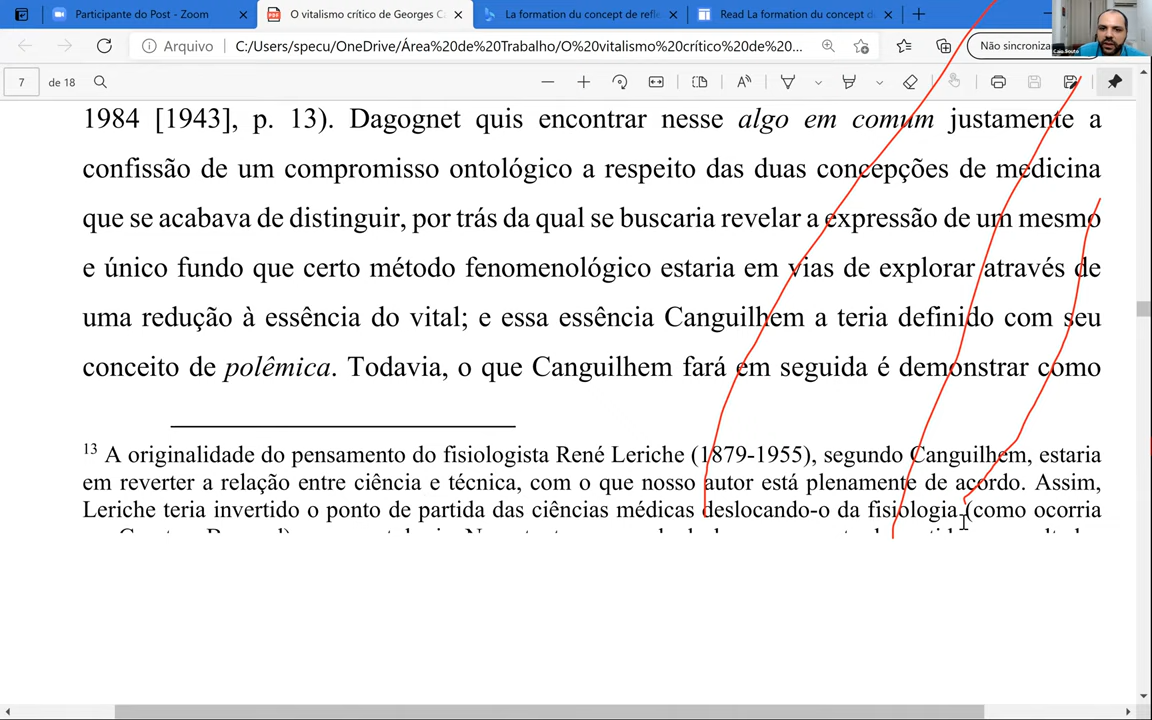 Participante do Post - Zoom
O vitalismo crítico de Georges C
La formation du concept de refle
Read La formation du concept d
Arquivo
C:/Users/specu/OneDrive/Área%20de%20Trabalho/O%20vitalismo%20crítico%20de%20...
Não sincroniza
Caio Souto
7 de 18
1984 [1943], p. 13). Dagognet quis encontrar nesse algo em comum justamente a
confissão de um compromisso ontológico a respeito das duas concepções de medicina
que se acabava de distinguir, por trás da qual se buscaria revelar a expressão de um mesmo
e único fundo que certo método fenomenológico estaria em vias de explorar através de
uma redução à essência do vital; e essa essência Canguilhem a teria definido com seu
conceito de polêmica. Todavia, o que Canguilhem fará em seguida é demonstrar como
13 A originalidade do pensamento do fisiologista René Leriche (1879-1955), segundo Canguilhem, estaria
em reverter a relação entre ciência e técnica, com o que nosso autor está plenamente de acordo. Assim,
Leriche teria invertido o ponto de partida das ciências médicas deslocando-o da fisiologia (como ocorria